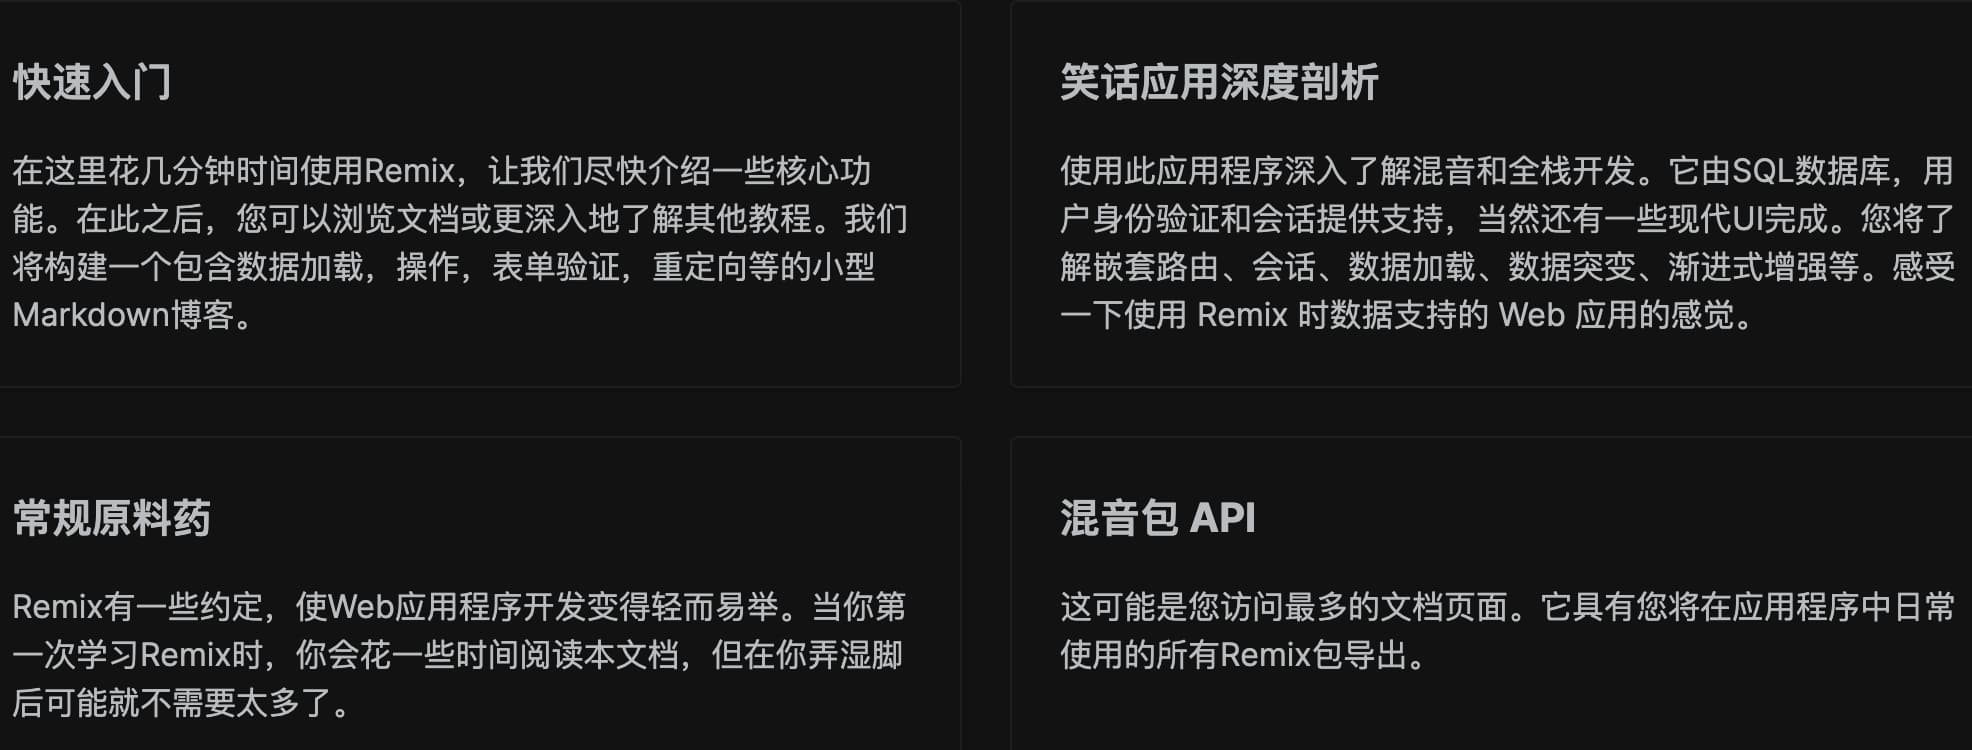 快速入门
在这里花几分钟时间使用Remix，让我们尽快介绍一些核心功
能。在此之后，您可以浏览文档或更深入地了解其他教程。我们
将构建一个包含数据加载，操作，表单验证，重定向等的小型
Markdown博客。
笑话应用深度剖析
使用此应用程序深入了解混音和全栈开发。它由SQL数据库，用
户身份验证和会话提供支持，当然还有一些现代UI完成。您将了
解嵌套路由、会话、数据加载、数据突变、渐进式增强等。感受
一下使用 Remix 时数据支持的 Web 应用的感觉。
常规原料药
Remix有一些约定，使Web应用程序开发变得轻而易举。当你第
一次学习Remix时，你会花一些时间阅读本文档，但在你弄湿脚
后可能就不需要太多了。
混音包 API
这可能是您访问最多的文档页面。它具有您将在应用程序中日常
使用的所有Remix包导出。